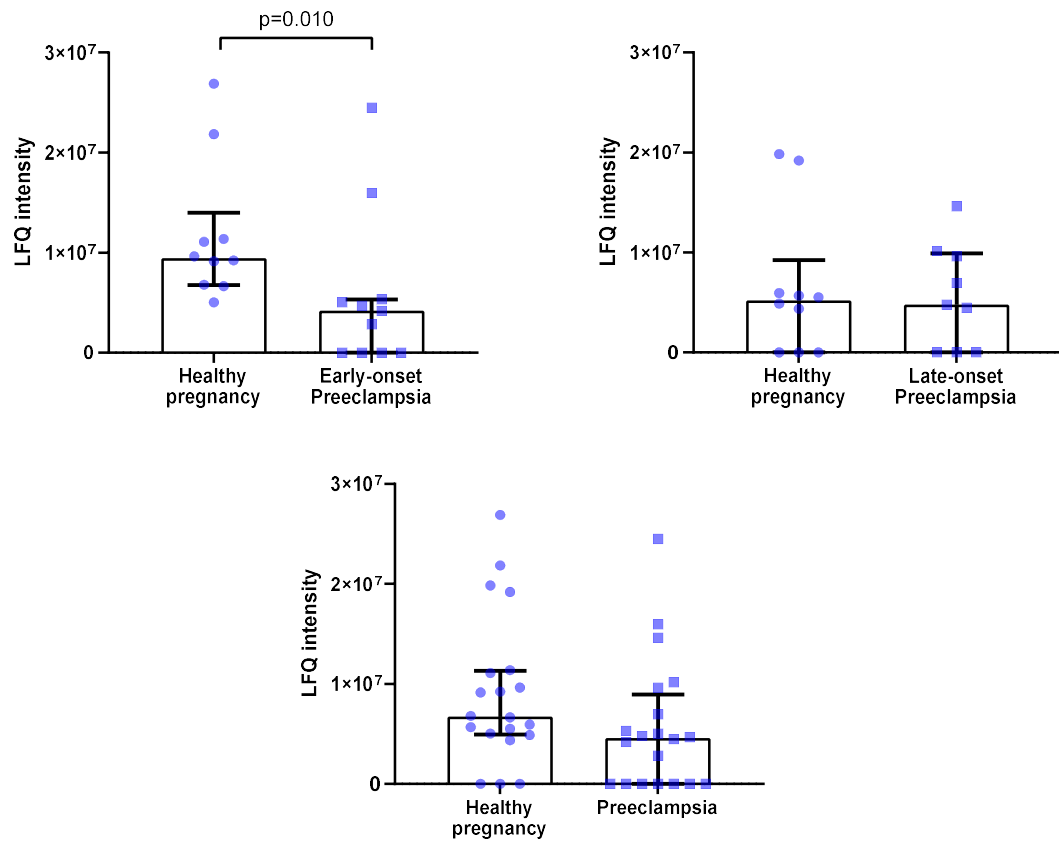 p=0.010
3×10⁷
2×10⁷
1×10⁷
0
LFQ intensity
Healthy
pregnancy
Early-onset
Preeclampsia
3×10⁷
2×10⁷
1×10⁷
0
LFQ intensity
Healthy
pregnancy
Late-onset
Preeclampsia
3×10⁷
2×10⁷
1×10⁷
0
LFQ intensity
Healthy
pregnancy
Preeclampsia